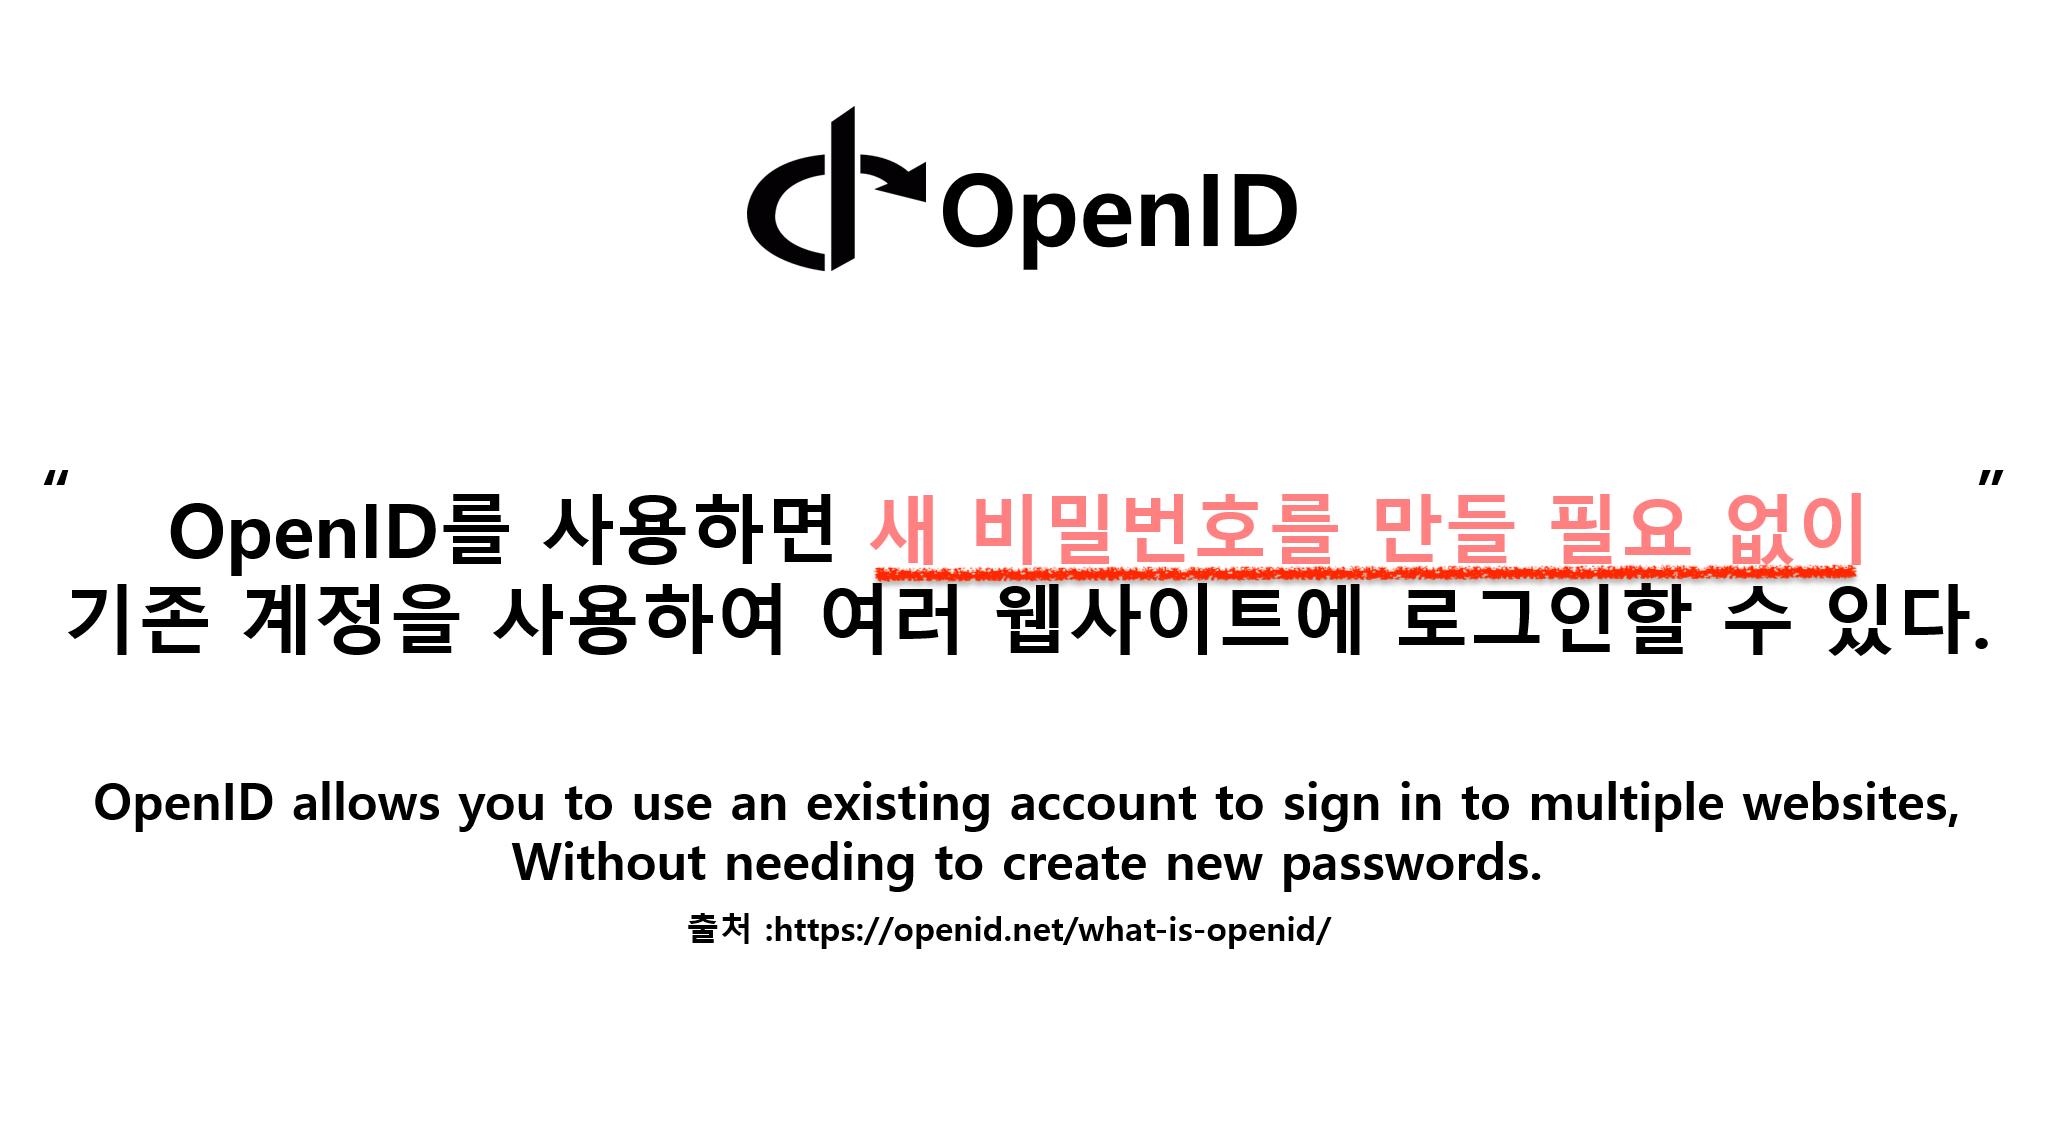 OpenID
“ OpenID를 사용하면 새 비밀번호를 만들 필요 없이 ”
기존 계정을 사용하여 여러 웹사이트에 로그인할 수 있다.
OpenID allows you to use an existing account to sign in to multiple websites,
Without needing to create new passwords.
출처 :https://openid.net/what-is-openid/